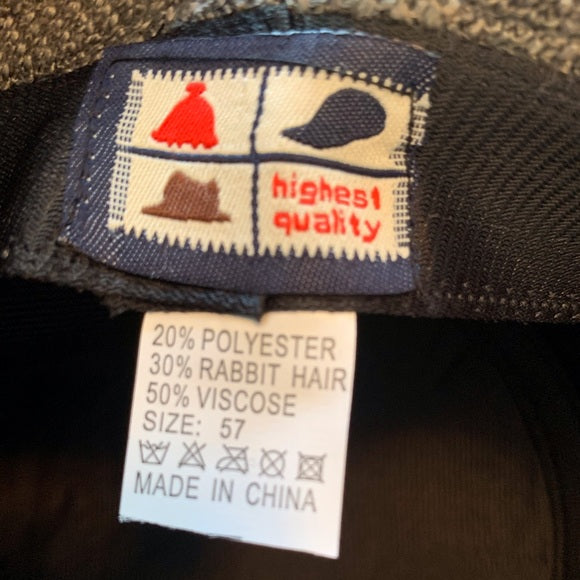 highest
quality
20% POLYESTER
30% RABBIT HAIR
50% VISCOSE
SIZE: 57
MADE IN CHINA